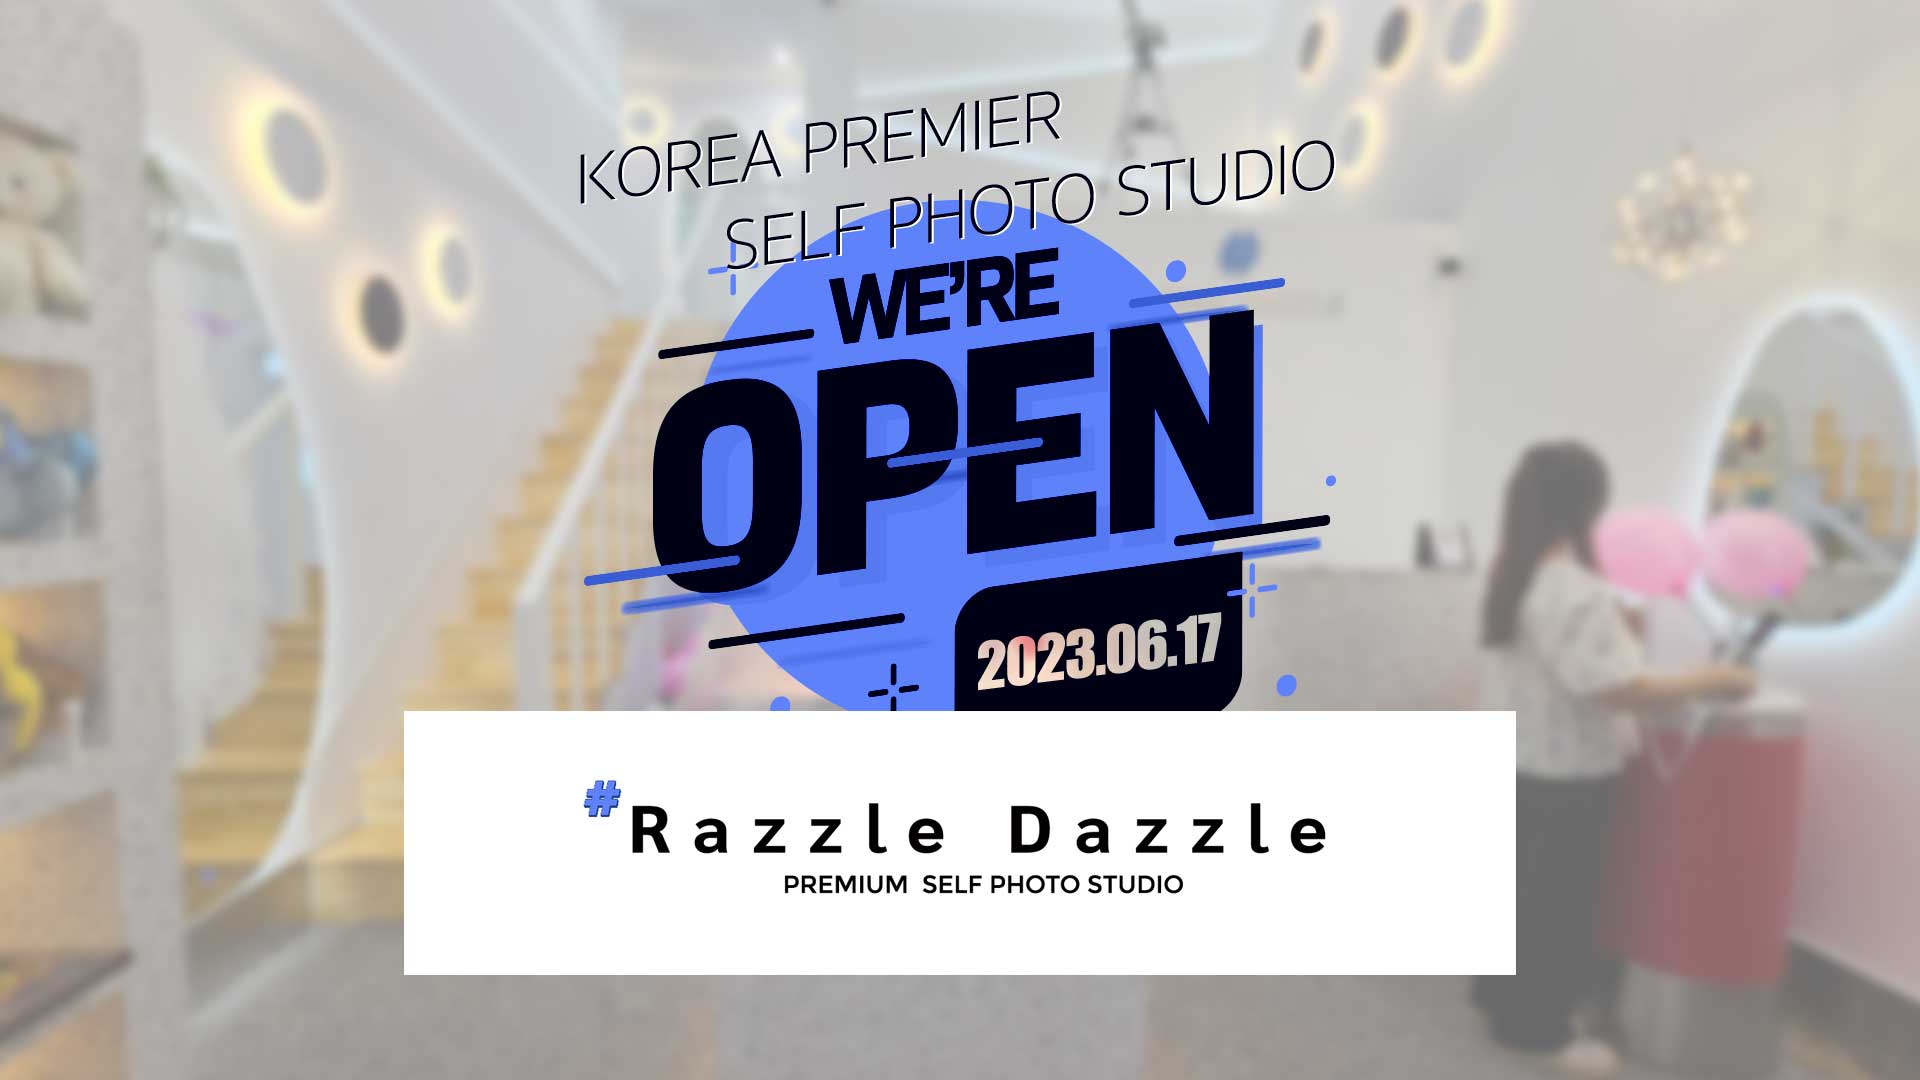 KOREA PREMIER
SELF PHOTO STUDIO
WE'RE
OPEN
2023.06.17
#Razzle Dazzle
PREMIUM SELF PHOTO STUDIO